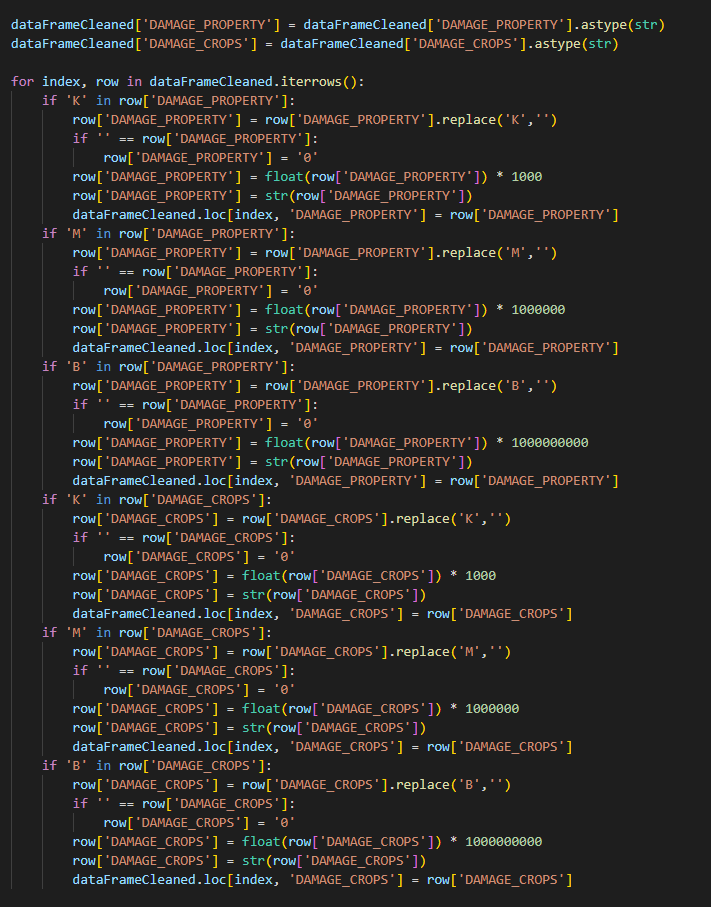 dataFrameCleaned['DAMAGE_PROPERTY'] = dataFrameCleaned['DAMAGE_PROPERTY'].astype(str)
dataFrameCleaned['DAMAGE_CROPS'] = dataFrameCleaned['DAMAGE_CROPS'].astype(str)

for index, row in dataFrameCleaned.iterrows():
    if 'K' in row['DAMAGE_PROPERTY']:
        row['DAMAGE_PROPERTY'] = row['DAMAGE_PROPERTY'].replace('K','')
        if '' == row['DAMAGE_PROPERTY']:
            row['DAMAGE_PROPERTY'] = '0'
        row['DAMAGE_PROPERTY'] = float(row['DAMAGE_PROPERTY']) * 1000
        row['DAMAGE_PROPERTY'] = str(row['DAMAGE_PROPERTY'])
        dataFrameCleaned.loc[index, 'DAMAGE_PROPERTY'] = row['DAMAGE_PROPERTY']
    if 'M' in row['DAMAGE_PROPERTY']:
        row['DAMAGE_PROPERTY'] = row['DAMAGE_PROPERTY'].replace('M','')
        if '' == row['DAMAGE_PROPERTY']:
            row['DAMAGE_PROPERTY'] = '0'
        row['DAMAGE_PROPERTY'] = float(row['DAMAGE_PROPERTY']) * 1000000
        row['DAMAGE_PROPERTY'] = str(row['DAMAGE_PROPERTY'])
        dataFrameCleaned.loc[index, 'DAMAGE_PROPERTY'] = row['DAMAGE_PROPERTY']
    if 'B' in row['DAMAGE_PROPERTY']:
        row['DAMAGE_PROPERTY'] = row['DAMAGE_PROPERTY'].replace('B','')
        if '' == row['DAMAGE_PROPERTY']:
            row['DAMAGE_PROPERTY'] = '0'
        row['DAMAGE_PROPERTY'] = float(row['DAMAGE_PROPERTY']) * 1000000000
        row['DAMAGE_PROPERTY'] = str(row['DAMAGE_PROPERTY'])
        dataFrameCleaned.loc[index, 'DAMAGE_PROPERTY'] = row['DAMAGE_PROPERTY']
    if 'K' in row['DAMAGE_CROPS']:
        row['DAMAGE_CROPS'] = row['DAMAGE_CROPS'].replace('K','')
        if '' == row['DAMAGE_CROPS']:
            row['DAMAGE_CROPS'] = '0'
        row['DAMAGE_CROPS'] = float(row['DAMAGE_CROPS']) * 1000
        row['DAMAGE_CROPS'] = str(row['DAMAGE_CROPS'])
        dataFrameCleaned.loc[index, 'DAMAGE_CROPS'] = row['DAMAGE_CROPS']
    if 'M' in row['DAMAGE_CROPS']:
        row['DAMAGE_CROPS'] = row['DAMAGE_CROPS'].replace('M','')
        if '' == row['DAMAGE_CROPS']:
            row['DAMAGE_CROPS'] = '0'
        row['DAMAGE_CROPS'] = float(row['DAMAGE_CROPS']) * 1000000
        row['DAMAGE_CROPS'] = str(row['DAMAGE_CROPS'])
        dataFrameCleaned.loc[index, 'DAMAGE_CROPS'] = row['DAMAGE_CROPS']
    if 'B' in row['DAMAGE_CROPS']:
        row['DAMAGE_CROPS'] = row['DAMAGE_CROPS'].replace('B','')
        if '' == row['DAMAGE_CROPS']:
            row['DAMAGE_CROPS'] = '0'
        row['DAMAGE_CROPS'] = float(row['DAMAGE_CROPS']) * 1000000000
        row['DAMAGE_CROPS'] = str(row['DAMAGE_CROPS'])
        dataFrameCleaned.loc[index, 'DAMAGE_CROPS'] = row['DAMAGE_CROPS']